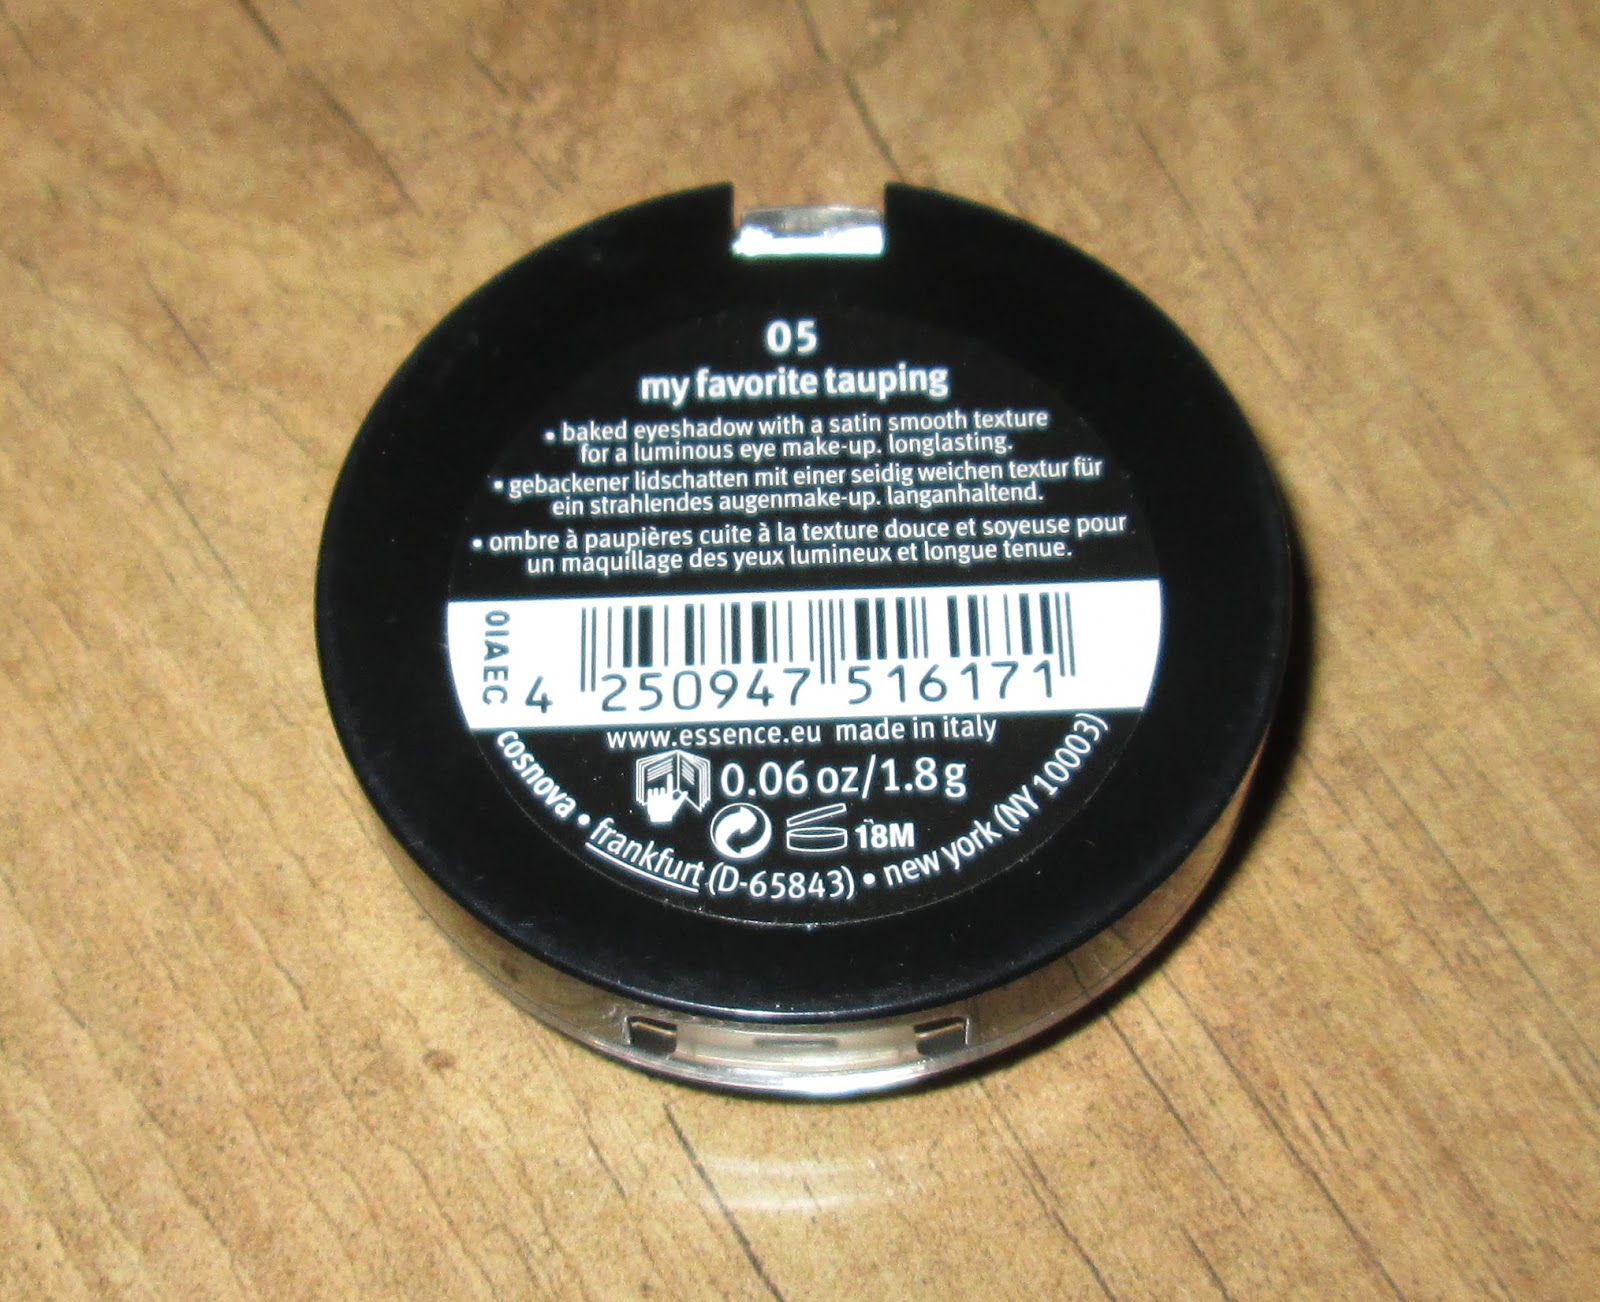 05
my favorite tauping
• baked eyeshadow with a satin smooth texture
for a luminous eye make-up. longlasting.
• gebackener lidschatten mit einer seidig weichen textur für
ein strahlendes augenmake-up. langanhaltend.
• ombre à paupières cuite à la texture douce et soyeuse pour
un maquillage des yeux lumineux et longue tenue.
01AEC
4 250947 516171
www.essence.eu made in italy
0.06 oz/1.8 g
18M
cosnova • frankfurt (D-65843) • new york (NY 10003)